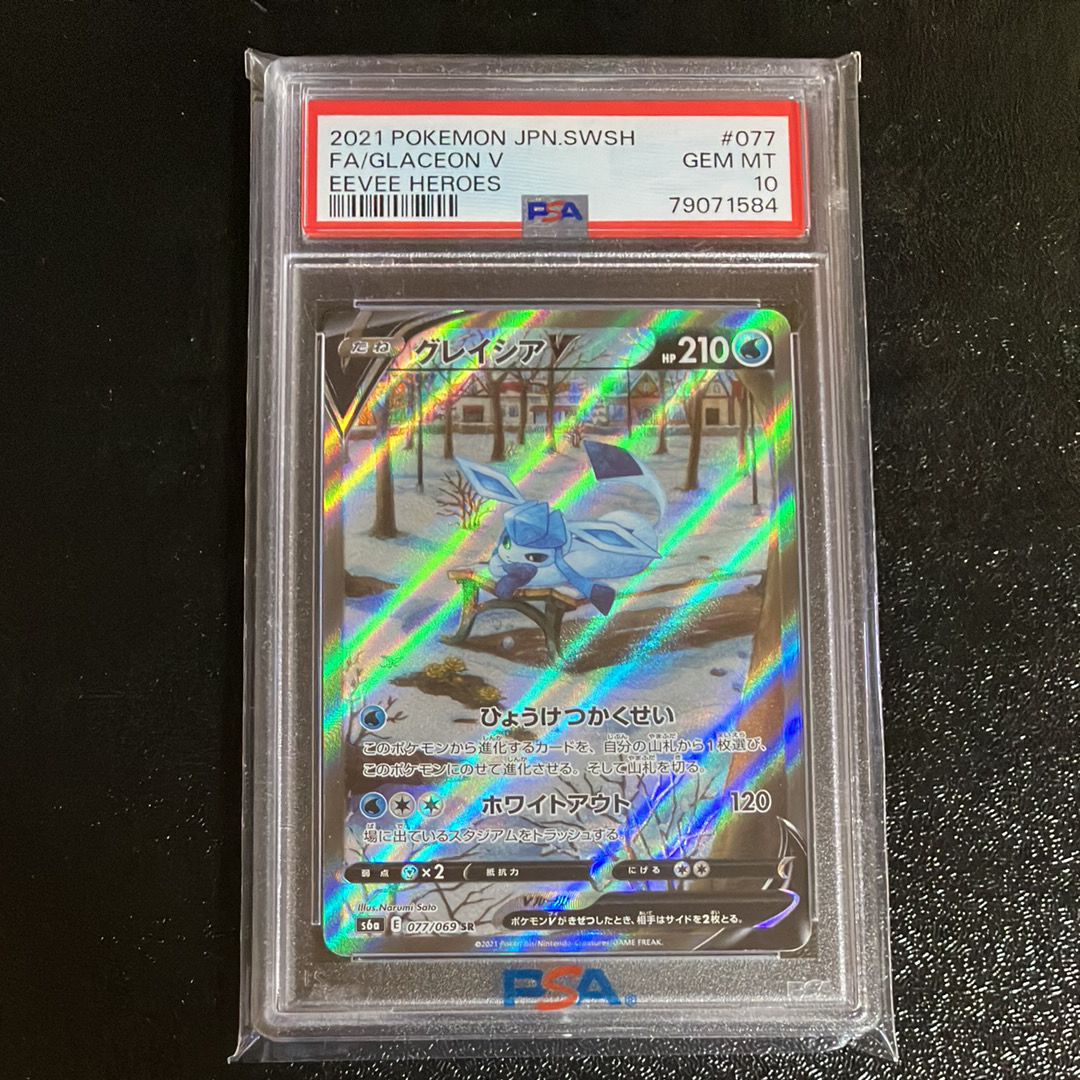 2021 POKEMON JPN.SWSH #077
FA/GLACEON V GEM MT
EEVEE HEROES 10
PSA 79071584
たね グレイシアV HP 210
ひょうけつかくせい
このポケモンから進化するカードを、自分の山札から1枚選び、
このポケモンにのせて進化させる。そして山札を切る。
ホワイトアウト 120
場に出ているスタジアムをトラッシュする。
弱点 ×2 抵抗力 にげる
Vルール
ポケモンVがきぜつしたとき、相手はサイドを2枚とる。
Illus. Narumi Sato
s6a E 077/069 SR
©2021 Pokémon/Nintendo/Creatures/GAME FREAK.
PSA